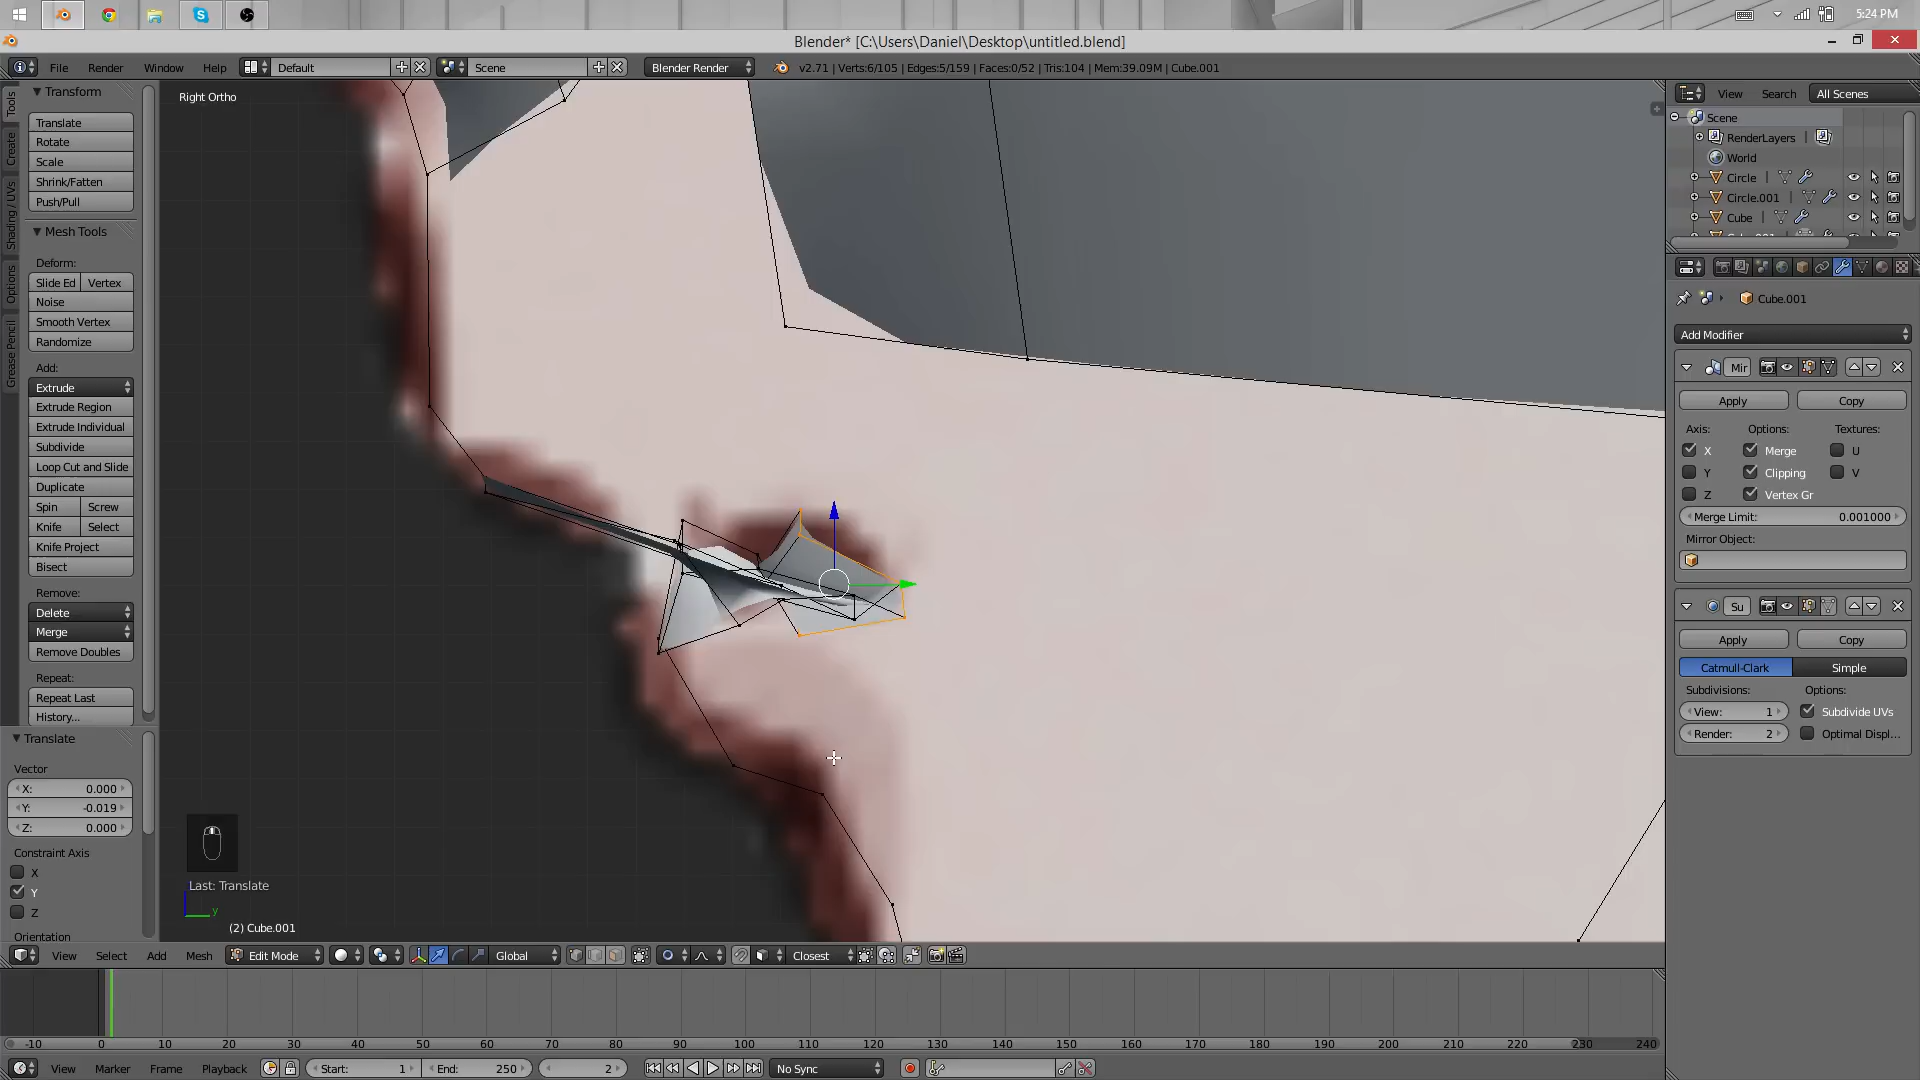 5:24 PM
Blender* [C:\Users\Daniel\Desktop\untitled.blend]
File Render Window Help Default Scene Blender Render v2.71 | Verts:6/105 | Edges:5/159 | Faces:0/52 | Tris:104 | Mem:39.09M | Cube.001
Tools
Create
Shading / UVs
Options
Grease Pencil
Transform
Translate
Rotate
Scale
Shrink/Fatten
Push/Pull
Mesh Tools
Deform:
Slide Ed Vertex
Noise
Smooth Vertex
Randomize
Add:
Extrude
Extrude Region
Extrude Individual
Subdivide
Loop Cut and Slide
Duplicate
Spin Screw
Knife Select
Knife Project
Bisect
Remove:
Delete
Merge
Remove Doubles
Repeat:
Repeat Last
History...
Translate
Vector
X: 0.000
Y: -0.019
Z: 0.000
Constraint Axis
X
Y
Z
Orientation
Right Ortho
Last: Translate
y
(2) Cube.001
View Select Add Mesh Edit Mode Global Closest
-10 0 10 20 30 40 50 60 70 80 90 100 110 120 130 140 150 160 170 180 190 200 210 220 230 240
View Marker Frame Playback Start: 1 End: 250 2 No Sync
View Search All Scenes
Scene
RenderLayers
World
Circle
Circle.001
Cube
Cube.001
Add Modifier
Mir
Apply Copy
Axis: Options: Textures:
X Merge U
Y Clipping V
Z Vertex Gr
Merge Limit: 0.001000
Mirror Object:
Su
Apply Copy
Catmull-Clark Simple
Subdivisions: Options:
View: 1 Subdivide UVs
Render: 2 Optimal Displ...